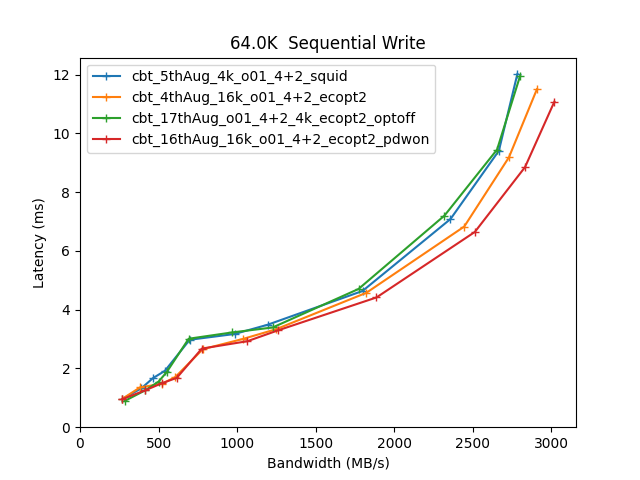 64.0K  Sequential Write
cbt_5thAug_4k_o01_4+2_squid
cbt_4thAug_16k_o01_4+2_ecopt2
cbt_17thAug_o01_4+2_4k_ecopt2_optoff
cbt_16thAug_16k_o01_4+2_ecopt2_pdwon
12
10
8
6
4
2
0
Latency (ms)
0 500 1000 1500 2000 2500 3000
Bandwidth (MB/s)